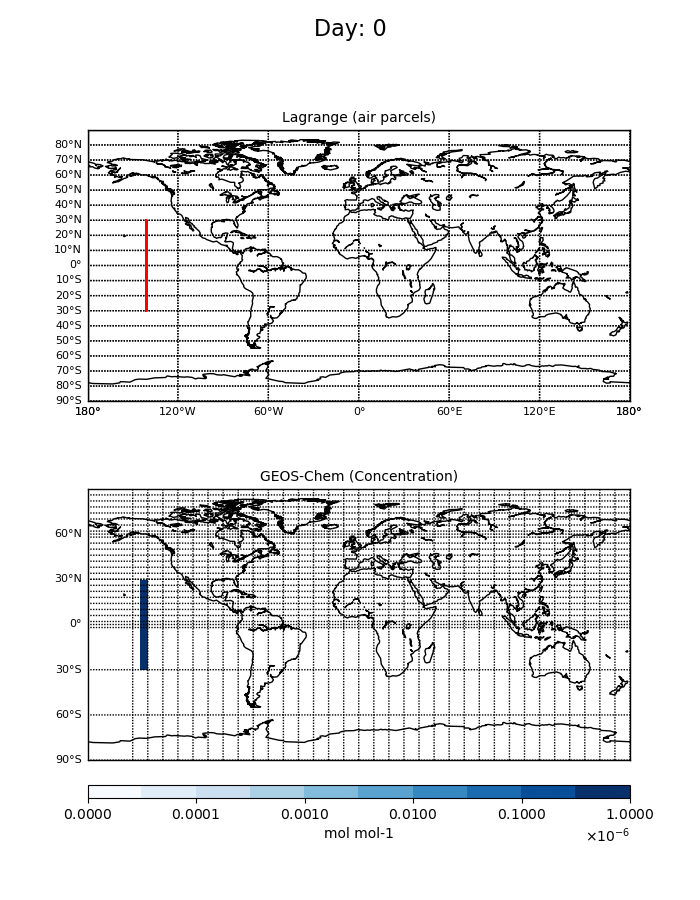 Day: 0
Lagrange (air parcels)
80°N
70°N
60°N
50°N
40°N
30°N
20°N
10°N
0°
10°S
20°S
30°S
40°S
50°S
60°S
70°S
80°S
90°S
180° 120°W 60°W 0° 60°E 120°E 180°
GEOS-Chem (Concentration)
60°N
30°N
0°
30°S
60°S
90°S
0.0000 0.0001 0.0010 0.0100 0.1000 1.0000
mol mol-1 ×10⁻⁶